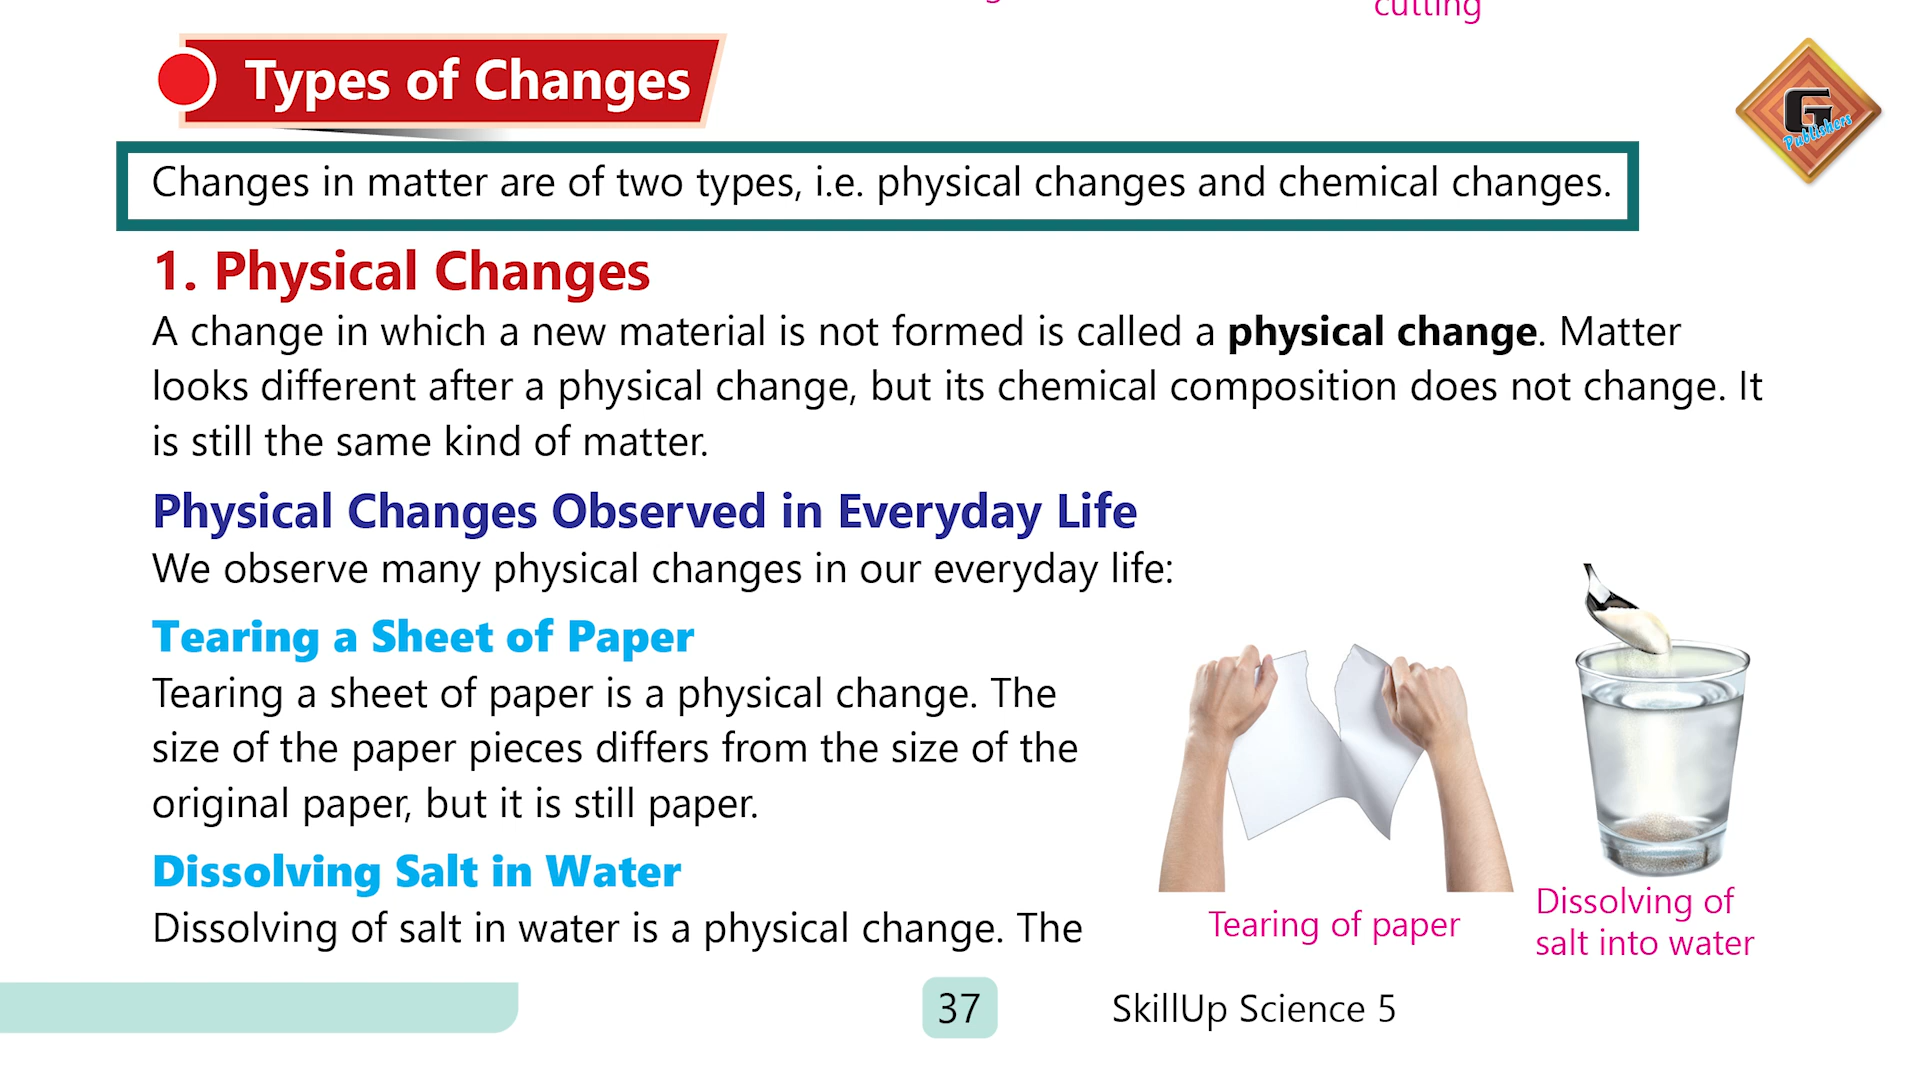 cutting
Types of Changes
G
Publishers
Changes in matter are of two types, i.e. physical changes and chemical changes.
1. Physical Changes
A change in which a new material is not formed is called a physical change. Matter
looks different after a physical change, but its chemical composition does not change. It
is still the same kind of matter.
Physical Changes Observed in Everyday Life
We observe many physical changes in our everyday life:
Tearing a Sheet of Paper
Tearing a sheet of paper is a physical change. The
size of the paper pieces differs from the size of the
original paper, but it is still paper.
Dissolving Salt in Water
Dissolving of salt in water is a physical change. The
Tearing of paper
Dissolving of
salt into water
37
SkillUp Science 5